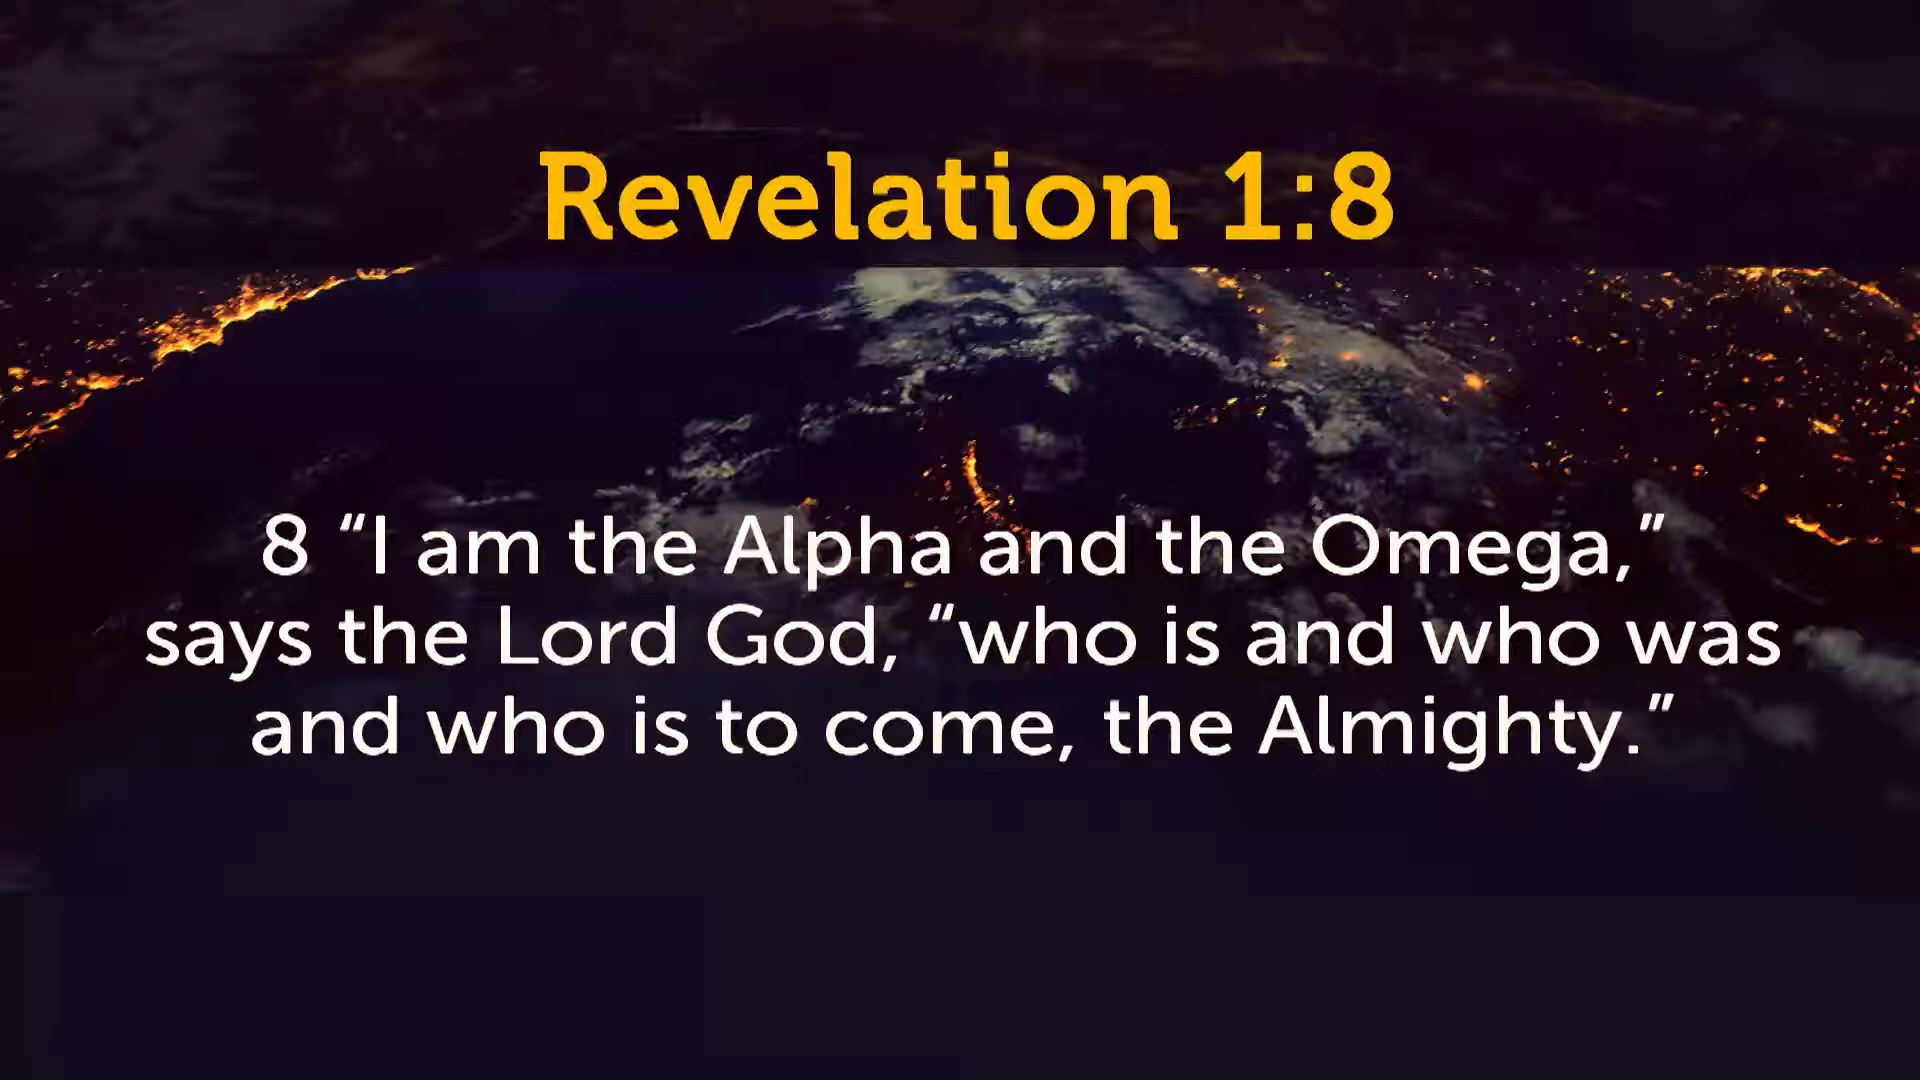 Revelation 1:8
8 “I am the Alpha and the Omega,”
says the Lord God, “who is and who was
and who is to come, the Almighty.”